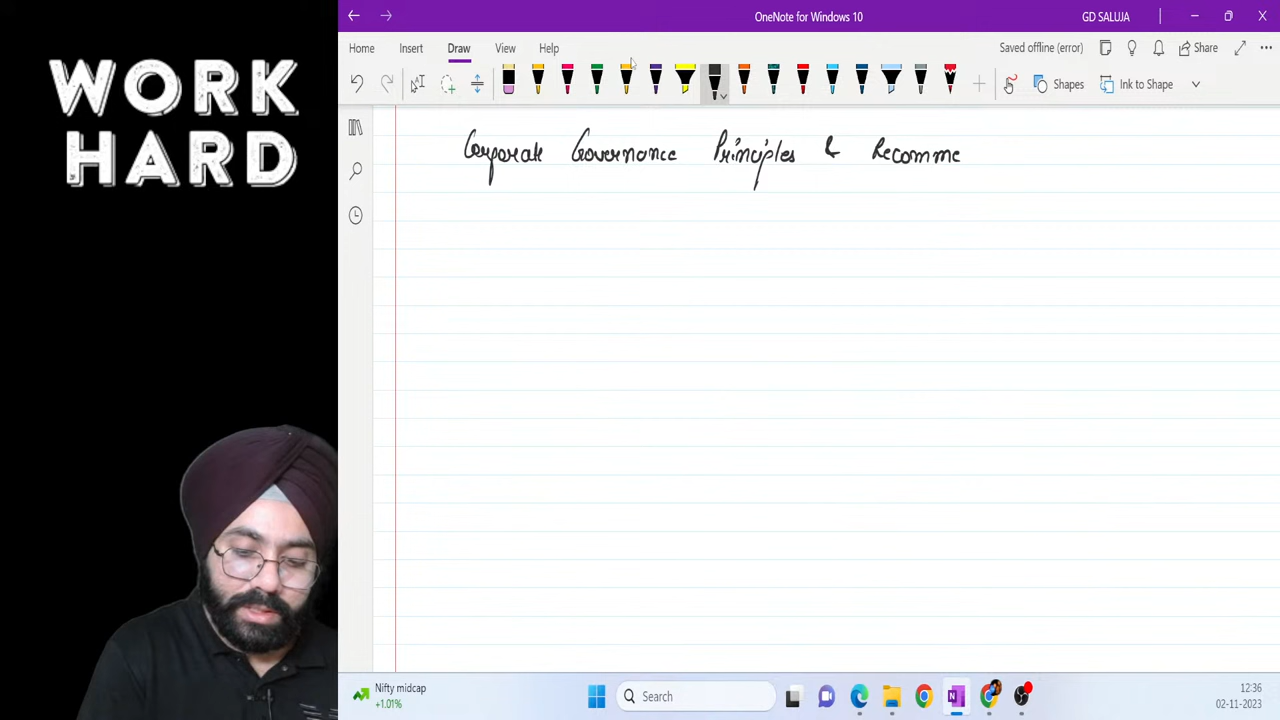 WORK
HARD
OneNote for Windows 10
GD SALUJA
Home Insert Draw View Help
Saved offline (error)
Share
Shapes
Ink to Shape
Corporate Governance Principles & Recomme
Nifty midcap
+1.01%
Search
12:36
02-11-2023